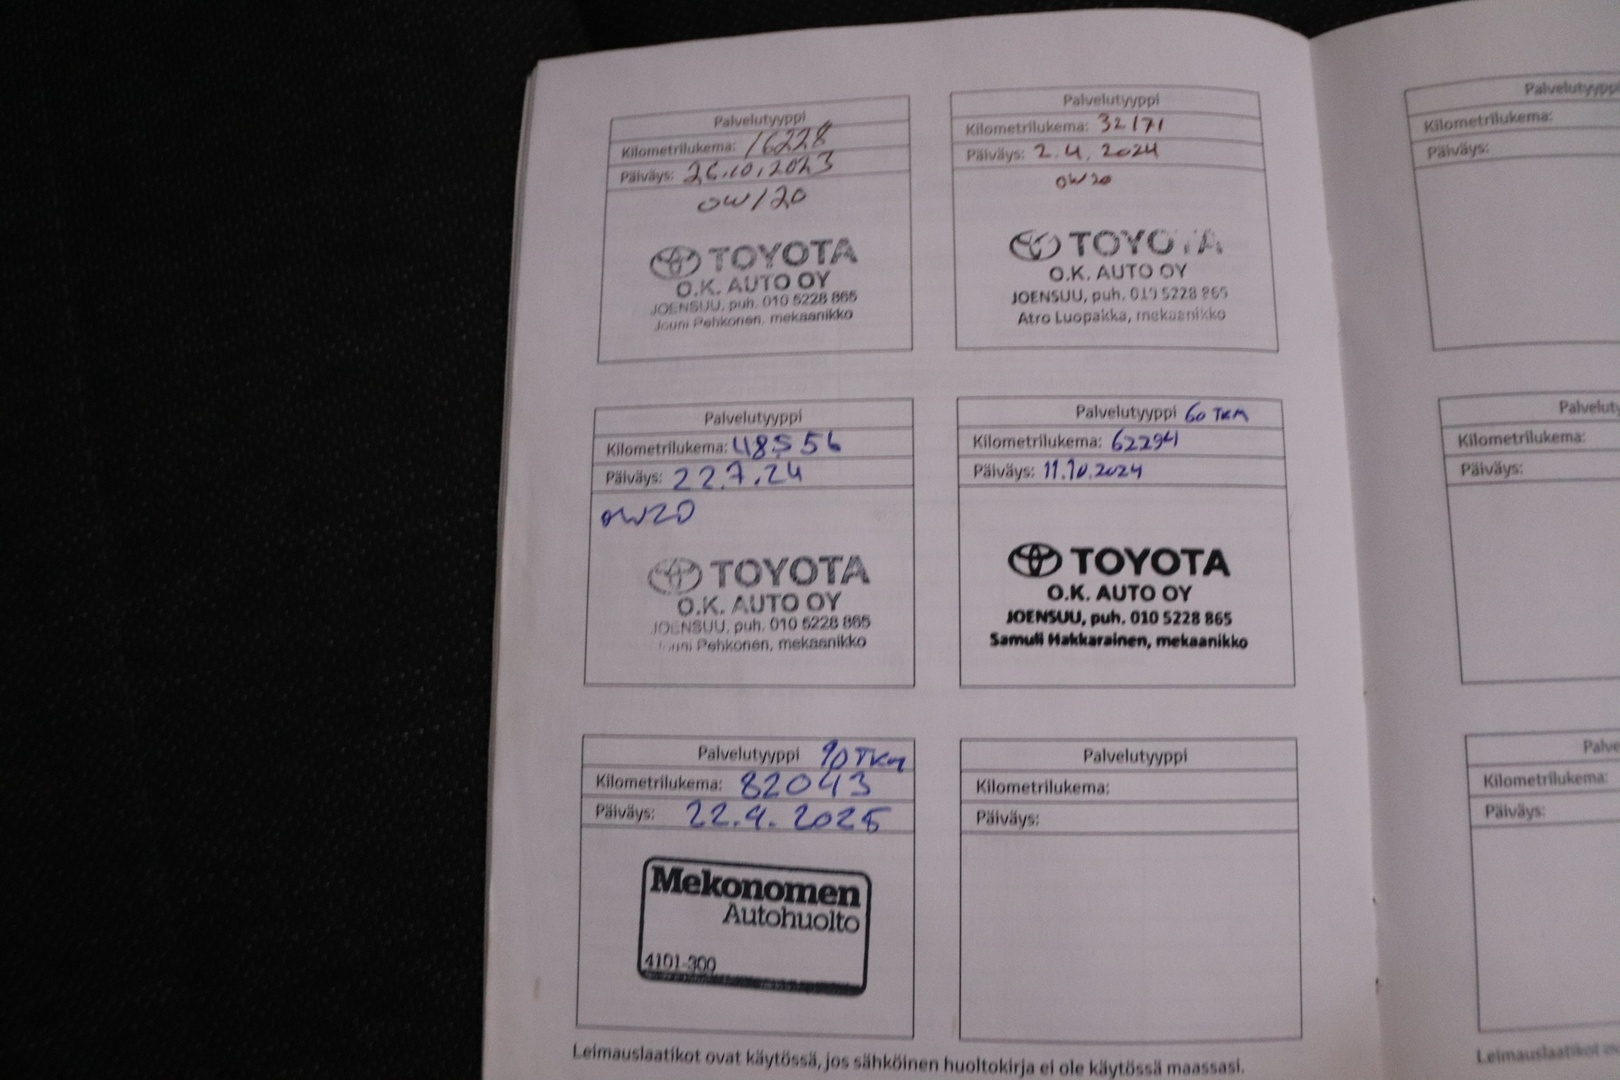 Palvelutyyppi
Kilometrilukema: 16228
Päiväys: 26.10.2023
0W/20
TOYOTA
O.K. AUTO OY
JOENSUU, puh. 010 5228 865
Jouni Pehkonen, mekaanikko
Palvelutyyppi
Kilometrilukema: 32171
Päiväys: 2.4.2024
0W20
TOYOTA
O.K. AUTO OY
JOENSUU, puh. 010 5228 865
Atro Luopakka, mekaanikko
Palvelutyyppi
Kilometrilukema: 48556
Päiväys: 22.7.24
0W20
TOYOTA
O.K. AUTO OY
JOENSUU, puh. 010 5228 865
Jouni Pehkonen, mekaanikko
Palvelutyyppi 60 TKM
Kilometrilukema: 62294
Päiväys: 11.10.2024
TOYOTA
O.K. AUTO OY
JOENSUU, puh. 010 5228 865
Samuli Hakkarainen, mekaanikko
Palvelutyyppi 90 TKM
Kilometrilukema: 82043
Päiväys: 22.4.2025
Mekonomen
Autohuolto
4101-300
Palvelutyyppi
Kilometrilukema:
Päiväys:
Leimauslaatikot ovat käytössä, jos sähköinen huoltokirja ei ole käytössä maassasi.
Palvelutyyppi
Kilometrilukema:
Päiväys:
Kilometrilukema:
Päiväys:
Kilometrilukema:
Päiväys:
Leimauslaatikot